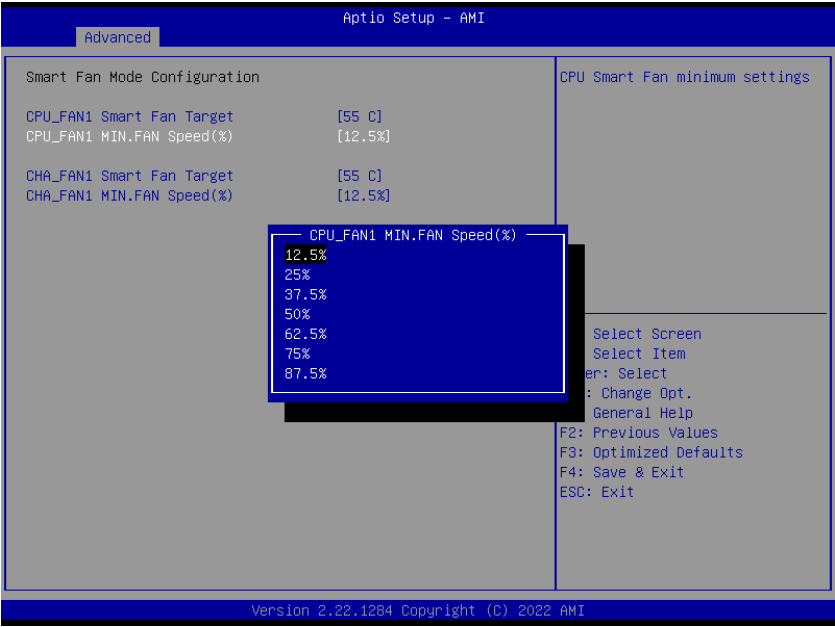 Aptio Setup – AMI
Advanced
Smart Fan Mode Configuration
CPU_FAN1 Smart Fan Target [55 C]
CPU_FAN1 MIN.FAN Speed(%) [12.5%]
CHA_FAN1 Smart Fan Target [55 C]
CHA_FAN1 MIN.FAN Speed(%) [12.5%]
CPU_FAN1 MIN.FAN Speed(%)
12.5%
25%
37.5%
50%
62.5%
75%
87.5%
CPU Smart Fan minimum settings
Select Screen
Select Item
er: Select
: Change Opt.
General Help
F2: Previous Values
F3: Optimized Defaults
F4: Save & Exit
ESC: Exit
Version 2.22.1284 Copyright (C) 2022 AMI